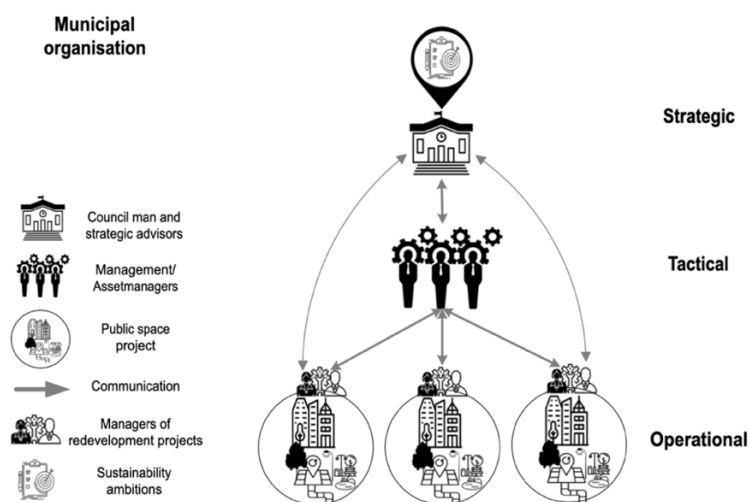 Municipal
organisation
Strategic
Council man and
strategic advisors
Management/
Assetmanagers
Tactical
Public space
project
Communication
Managers of
redevelopment projects
Operational
Sustainability
ambitions